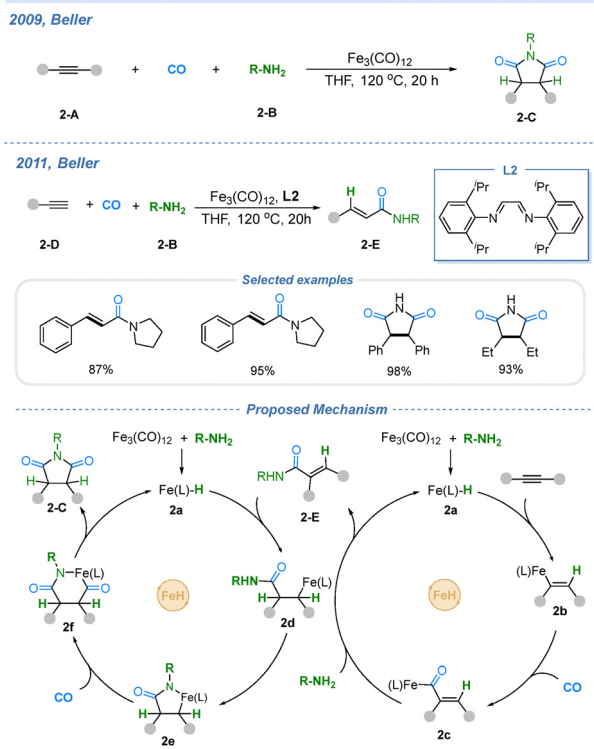 2009, Beller
+ CO + R-NH2
Fe3(CO)12
THF, 120 °C, 20 h
R
O N O
H H
2-A
2-B
2-C
2011, Beller
+ CO + R-NH2
Fe3(CO)12, L2
THF, 120 °C, 20h
H O
NHR
2-D
2-B
2-E
L2
iPr iPr
N N
iPr iPr
Selected examples
O
N
87%
O
N
95%
H
O N O
Ph Ph
98%
H
O N O
Et Et
93%
Proposed Mechanism
Fe3(CO)12 + R-NH2
Fe(L)-H
2a
R
O N O
H H
2-C
O H
RHN
2-E
O
RHN Fe(L)
H H
2d
R
N Fe(L)
O
H H
2e
CO
R
N Fe(L)
O O
H H
2f
FeH
Fe3(CO)12 + R-NH2
Fe(L)-H
2a
(L)Fe H
2b
CO
(L)Fe O
H
2c
R-NH2
FeH